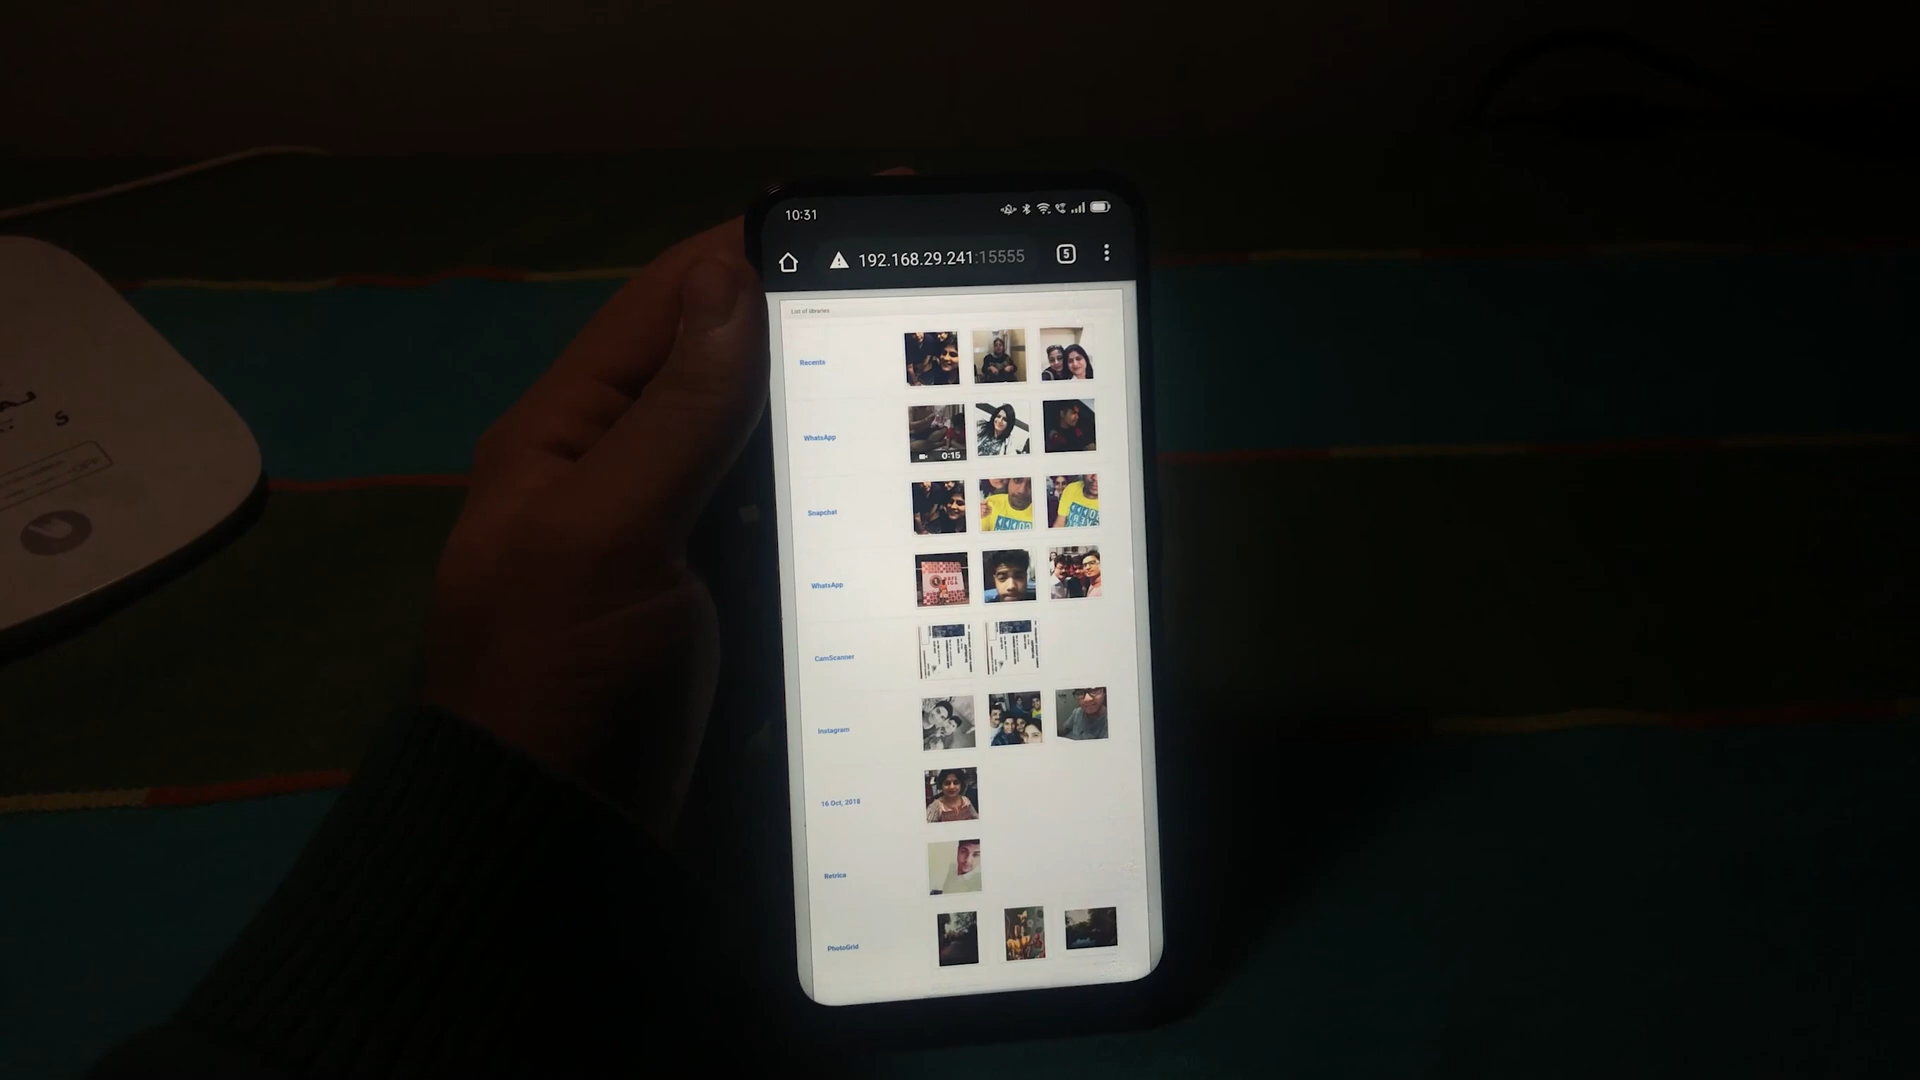 10:31
192.168.29.241:15555
5
List of libraries
Recents
WhatsApp
0:15
Snapchat
WhatsApp
CamScanner
Instagram
16 Oct, 2018
Retrica
PhotoGrid